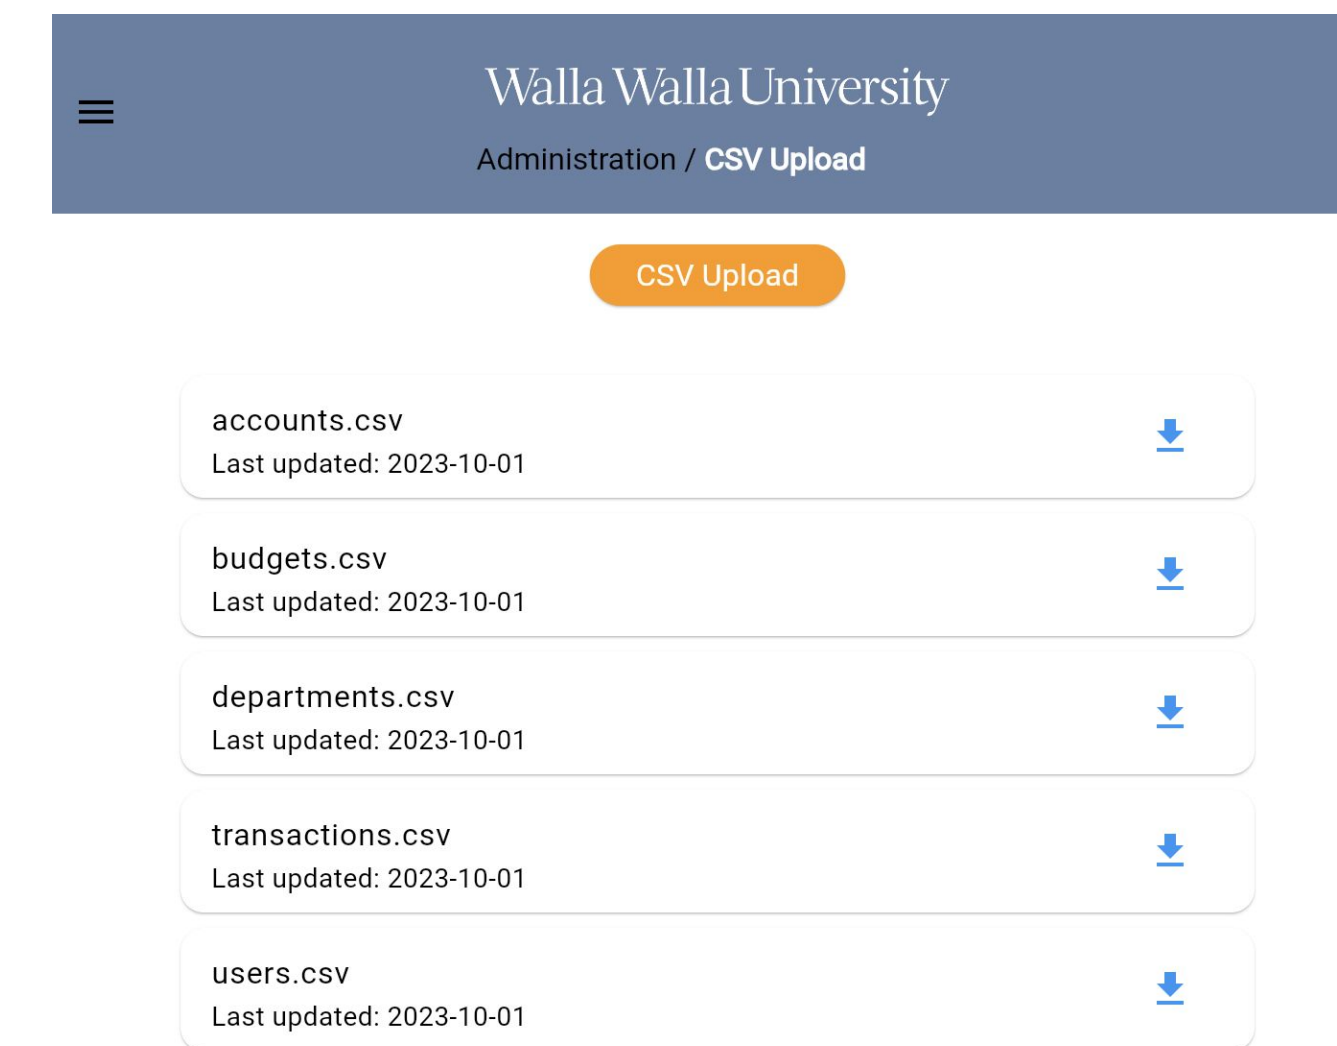 Walla Walla University
Administration / CSV Upload
CSV Upload
accounts.csv
Last updated: 2023-10-01
budgets.csv
Last updated: 2023-10-01
departments.csv
Last updated: 2023-10-01
transactions.csv
Last updated: 2023-10-01
users.csv
Last updated: 2023-10-01